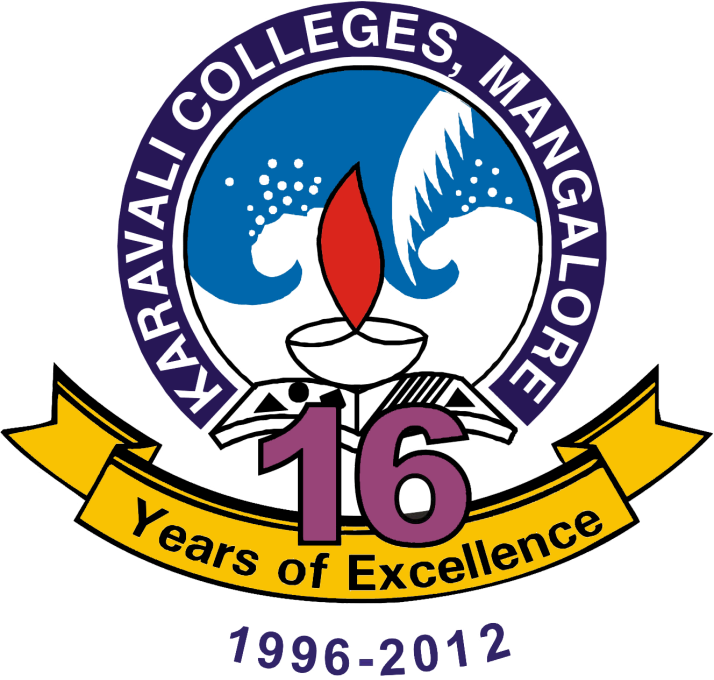 KARAVALI COLLEGES, MANGALORE
16
Years of Excellence
1996-2012